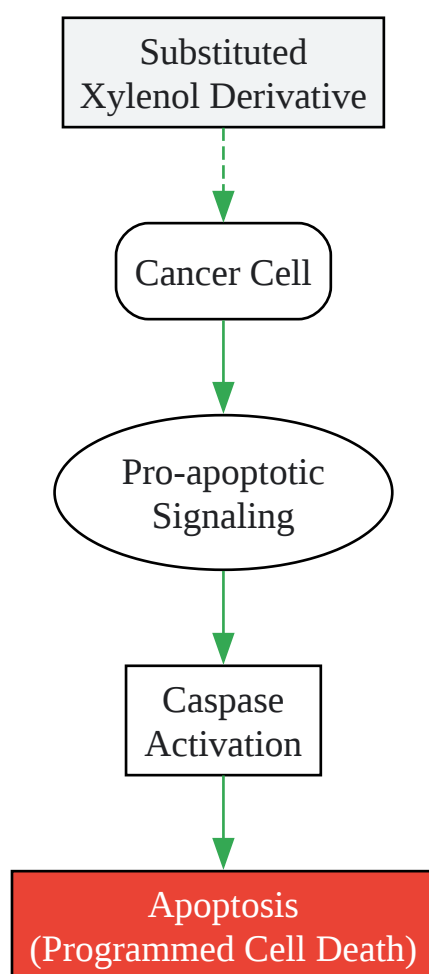 Substituted
Xylenol Derivative
Cancer Cell
Pro-apoptotic
Signaling
Caspase
Activation
Apoptosis
(Programmed Cell Death)